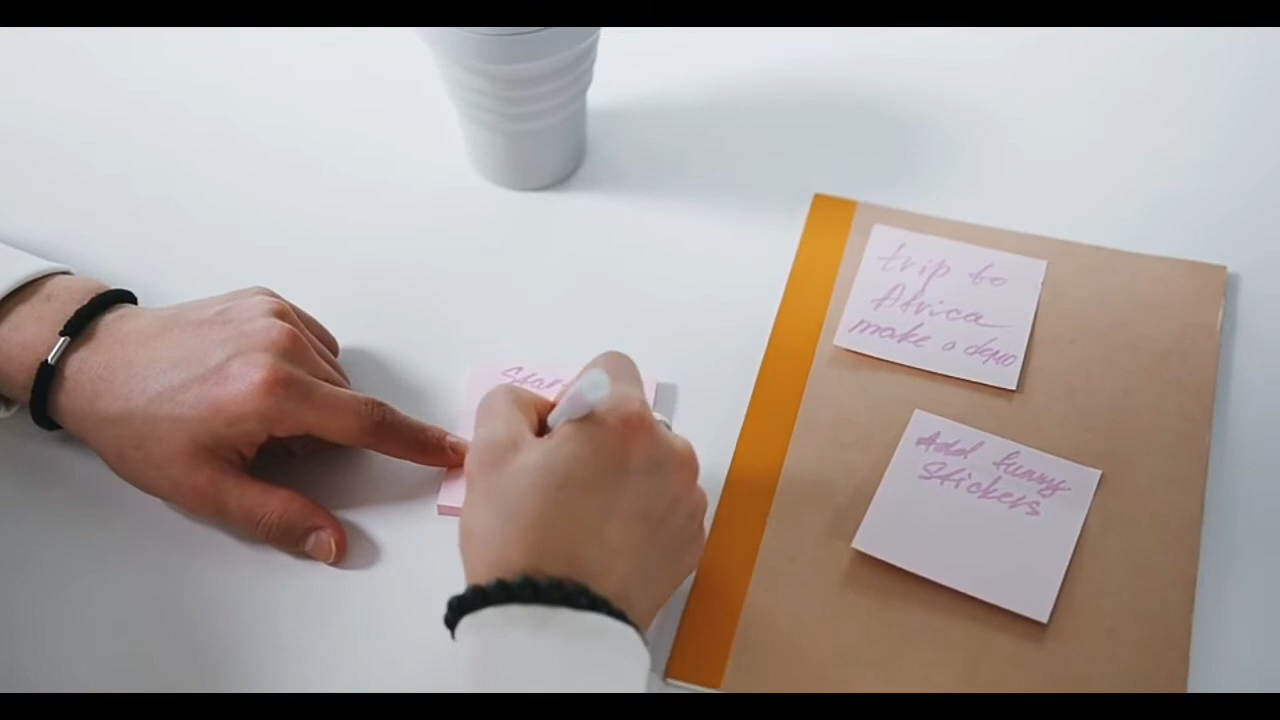 trip to
Africa
make a demo
Add funny
Stickers